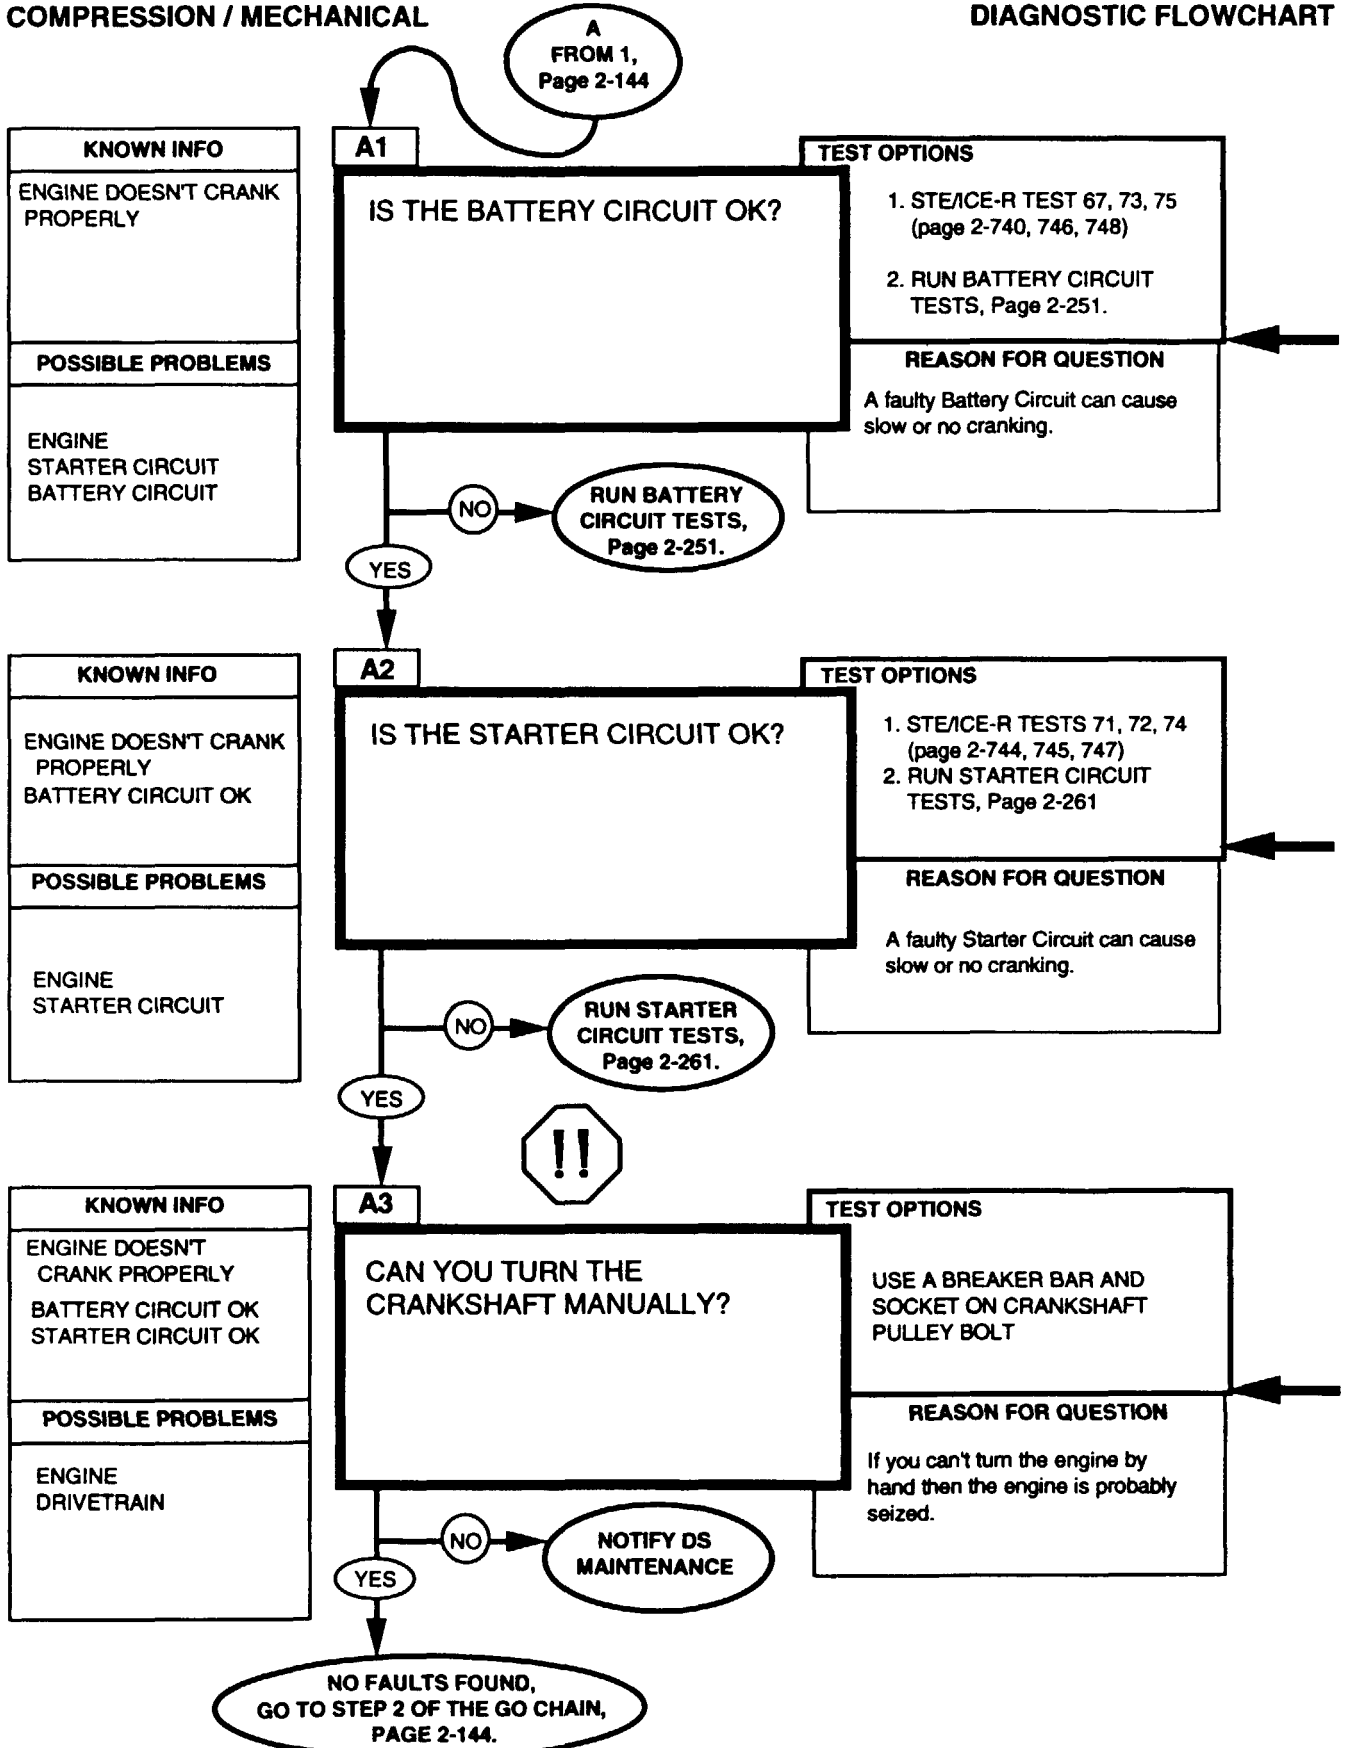 COMPRESSION / MECHANICAL
DIAGNOSTIC FLOWCHART
A
FROM 1,
Page 2-144
KNOWN INFO
ENGINE DOESN'T CRANK
PROPERLY
POSSIBLE PROBLEMS
ENGINE
STARTER CIRCUIT
BATTERY CIRCUIT
A1
IS THE BATTERY CIRCUIT OK?
TEST OPTIONS
1. STE/ICE-R TEST 67, 73, 75
(page 2-740, 746, 748)
2. RUN BATTERY CIRCUIT
TESTS, Page 2-251.
REASON FOR QUESTION
A faulty Battery Circuit can cause
slow or no cranking.
NO
RUN BATTERY
CIRCUIT TESTS,
Page 2-251.
YES
KNOWN INFO
ENGINE DOESN'T CRANK
PROPERLY
BATTERY CIRCUIT OK
POSSIBLE PROBLEMS
ENGINE
STARTER CIRCUIT
A2
IS THE STARTER CIRCUIT OK?
TEST OPTIONS
1. STE/ICE-R TESTS 71, 72, 74
(page 2-744, 745, 747)
2. RUN STARTER CIRCUIT
TESTS, Page 2-261
REASON FOR QUESTION
A faulty Starter Circuit can cause
slow or no cranking.
NO
RUN STARTER
CIRCUIT TESTS,
Page 2-261.
YES
!!
KNOWN INFO
ENGINE DOESN'T
CRANK PROPERLY
BATTERY CIRCUIT OK
STARTER CIRCUIT OK
POSSIBLE PROBLEMS
ENGINE
DRIVETRAIN
A3
CAN YOU TURN THE
CRANKSHAFT MANUALLY?
TEST OPTIONS
USE A BREAKER BAR AND
SOCKET ON CRANKSHAFT
PULLEY BOLT
REASON FOR QUESTION
If you can't turn the engine by
hand then the engine is probably
seized.
NO
NOTIFY DS
MAINTENANCE
YES
NO FAULTS FOUND,
GO TO STEP 2 OF THE GO CHAIN,
PAGE 2-144.